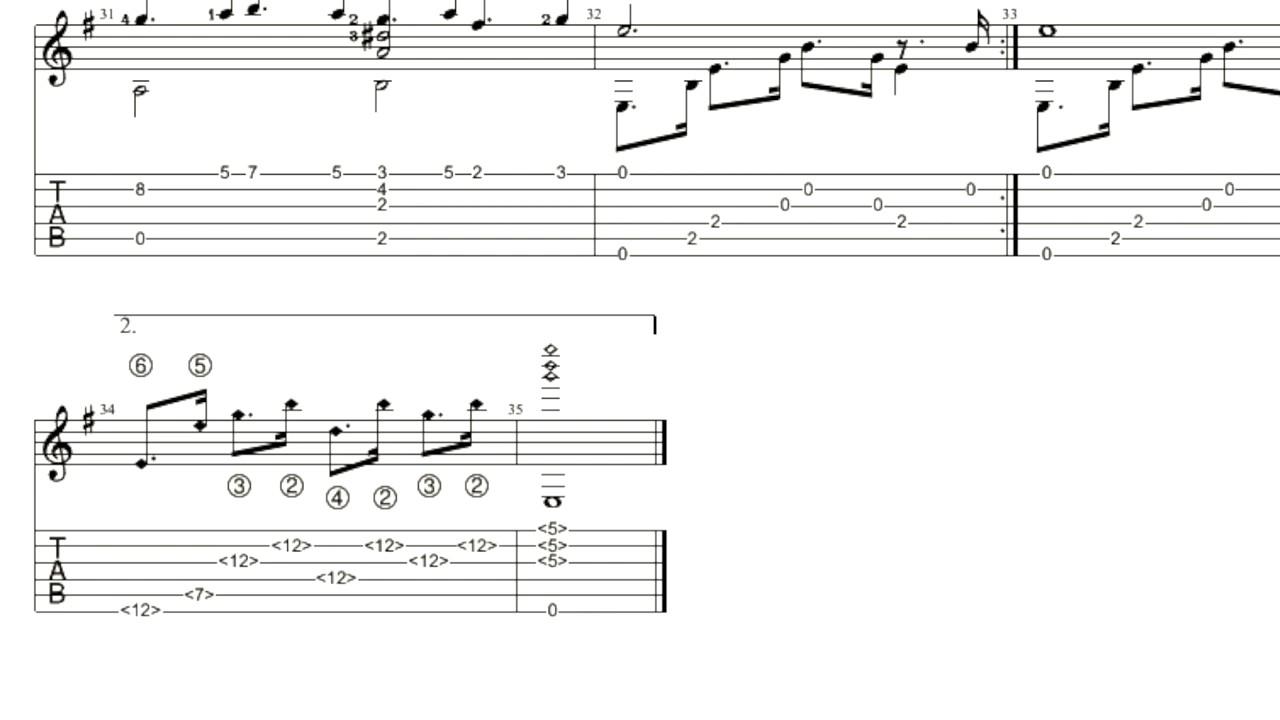 31 4 1 2 3 2 32 33
5 7 5 3 5 2 3 0 0
T 8 4 0 0 0
2 0 0 0
A 2 2 2
B 0 2 2 2
0 0
2.
⑥ ⑤
34 35
③ ② ④ ② ③ ②
<5>
T <12> <12> <12> <5>
<12> <12> <5>
A <12>
B <7>
<12> 0